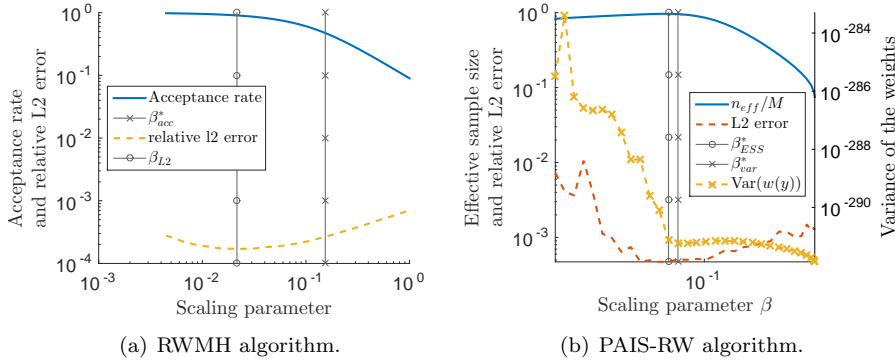 10^0
10^-1
10^-2
10^-3
10^-4
Acceptance rate
and relative L2 error
Acceptance rate
β*_acc
relative l2 error
β_L2
10^-3
10^-2
10^-1
10^0
Scaling parameter
(a) RWMH algorithm.
10^0
10^-1
10^-2
10^-3
Effective sample size
and relative L2 error
n_eff/M
L2 error
β*_ESS
β*_var
Var(w(y))
10^-284
10^-286
10^-288
10^-290
Variance of the weights
10^-1
Scaling parameter β
(b) PAIS-RW algorithm.